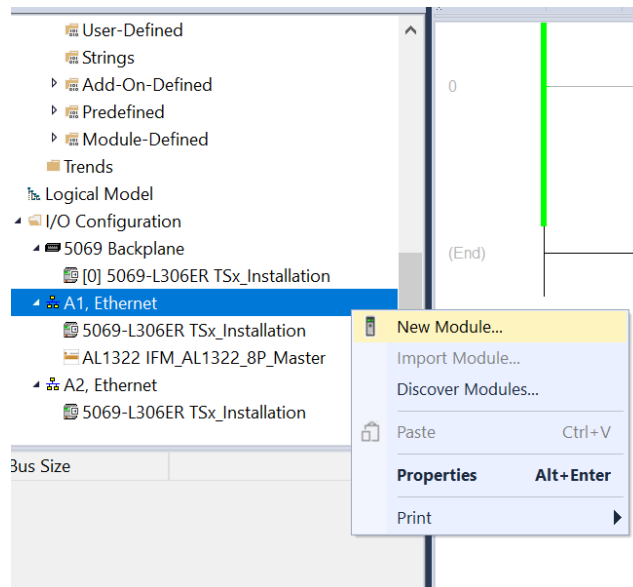 User-Defined
Strings
Add-On-Defined
Predefined
Module-Defined
Trends
Logical Model
I/O Configuration
5069 Backplane
[0] 5069-L306ER TSx_Installation
A1, Ethernet
5069-L306ER TSx_Installation
AL1322 IFM_AL1322_8P_Master
A2, Ethernet
5069-L306ER TSx_Installation
Bus Size
0
(End)
New Module...
Import Module...
Discover Modules...
Paste Ctrl+V
Properties Alt+Enter
Print